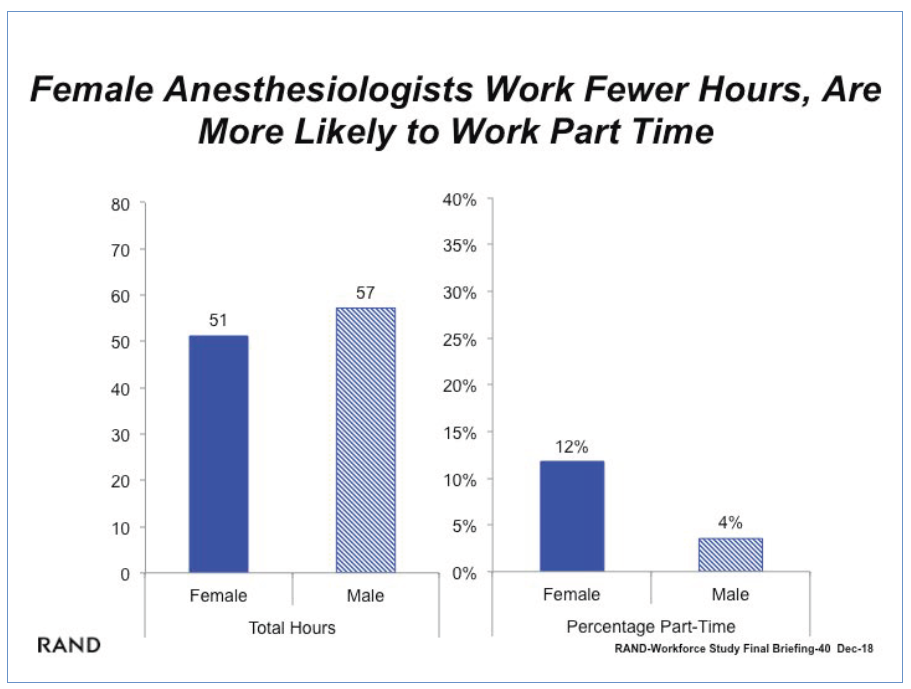 Female Anesthesiologists Work Fewer Hours, Are
More Likely to Work Part Time
80
70
60
50
40
30
20
10
0
51
57
Female
Male
Total Hours
40%
35%
30%
25%
20%
15%
10%
5%
0%
12%
4%
Female
Male
Percentage Part-Time
RAND
RAND-Workforce Study Final Briefing-40 Dec-18